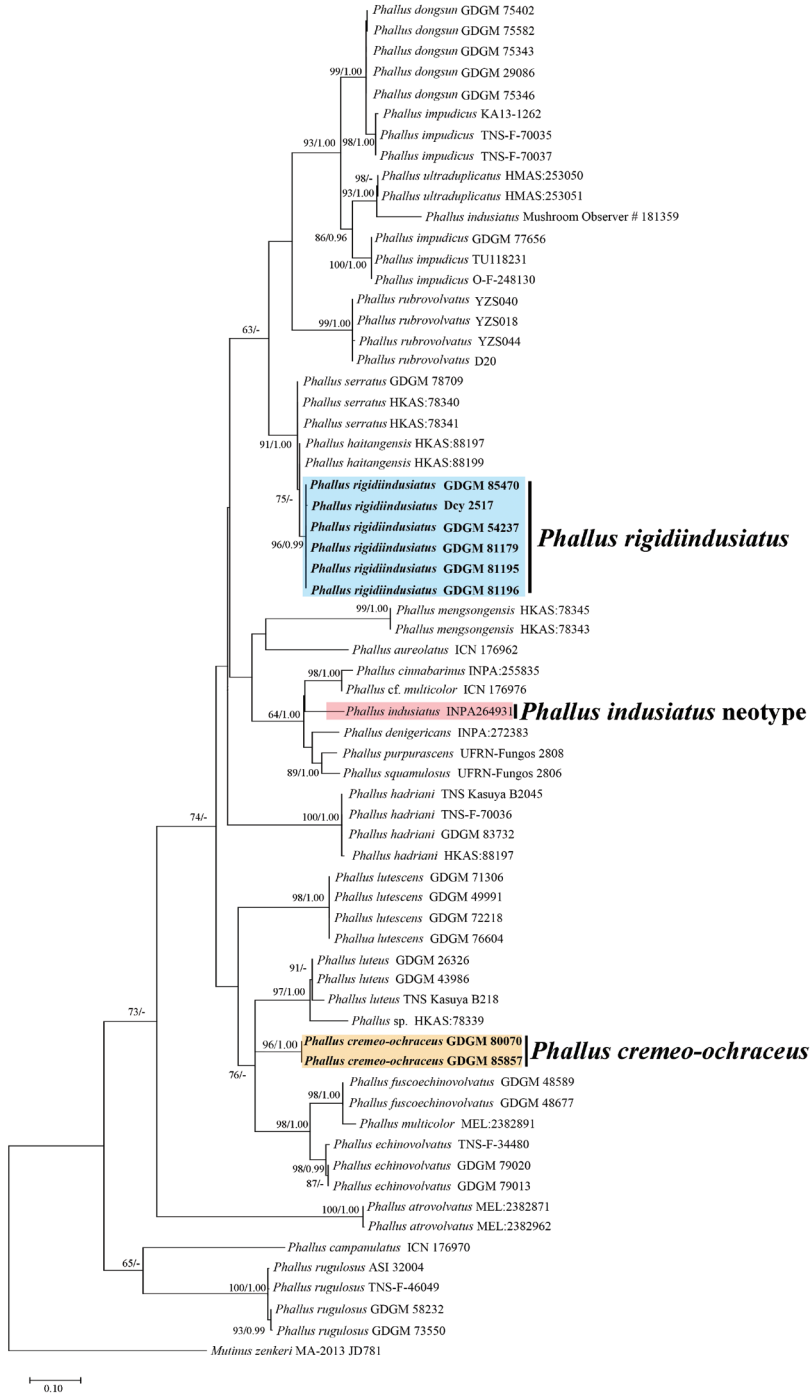 Phallus dongsun GDGM 75402
Phallus dongsun GDGM 75582
Phallus dongsun GDGM 75343
99/1.00 Phallus dongsun GDGM 29086
Phallus dongsun GDGM 75346
Phallus impudicus KA13-1262
93/1.00 98/1.00 Phallus impudicus TNS-F-70035
Phallus impudicus TNS-F-70037
98/- Phallus ultraduplicatus HMAS:253050
93/1.00 Phallus ultraduplicatus HMAS:253051
Phallus indusiatus Mushroom Observer # 181359
86/0.96 Phallus impudicus GDGM 77656
100/1.00 Phallus impudicus TU118231
Phallus impudicus O-F-248130
Phallus rubrovolvatus YZS040
99/1.00 Phallus rubrovolvatus YZS018
63/- Phallus rubrovolvatus YZS044
Phallus rubrovolvatus D20
Phallus serratus GDGM 78709
Phallus serratus HKAS:78340
Phallus serratus HKAS:78341
91/1.00 Phallus haitangensis HKAS:88197
Phallus haitangensis HKAS:88199
Phallus rigidiindusiatus GDGM 85470
75/- Phallus rigidiindusiatus Dcy 2517
Phallus rigidiindusiatus GDGM 54237
Phallus rigidiindusiatus
96/0.99 Phallus rigidiindusiatus GDGM 81179
Phallus rigidiindusiatus GDGM 81195
Phallus rigidiindusiatus GDGM 81196
99/1.00 Phallus mengsongensis HKAS:78345
Phallus mengsongensis HKAS:78343
Phallus aureolatus ICN 176962
98/1.00 Phallus cinnabarinus INPA:255835
Phallus cf. multicolor ICN 176976
64/1.00 Phallus indusiatus INPA264931
Phallus indusiatus neotype
Phallus denigericans INPA:272383
Phallus purpurascens UFRN-Fungos 2808
89/1.00 Phallus squamulosus UFRN-Fungos 2806
Phallus hadriani TNS Kasuya B2045
74/- 100/1.00 Phallus hadriani TNS-F-70036
Phallus hadriani GDGM 83732
Phallus hadriani HKAS:88197
Phallus lutescens GDGM 71306
98/1.00 Phallus lutescens GDGM 49991
Phallus lutescens GDGM 72218
Phallua lutescens GDGM 76604
91/- Phallus luteus GDGM 26326
Phallus luteus GDGM 43986
97/1.00 Phallus luteus TNS Kasuya B218
73/- Phallus sp. HKAS:78339
96/1.00 Phallus cremeo-ochraceus GDGM 80070
Phallus cremeo-ochraceus
Phallus cremeo-ochraceus GDGM 85857
76/- Phallus fuscoechinovolvatus GDGM 48589
98/1.00 Phallus fuscoechinovolvatus GDGM 48677
98/1.00 Phallus multicolor MEL:2382891
Phallus echinovolvatus TNS-F-34480
98/0.99 Phallus echinovolvatus GDGM 79020
87/- Phallus echinovolvatus GDGM 79013
100/1.00 Phallus atrovolvatus MEL:2382871
Phallus atrovolvatus MEL:2382962
Phallus campanulatus ICN 176970
65/- Phallus rugulosus ASI 32004
100/1.00 Phallus rugulosus TNS-F-46049
Phallus rugulosus GDGM 58232
93/0.99 Phallus rugulosus GDGM 73550
Mutinus zenkeri MA-2013 JD781
0.10